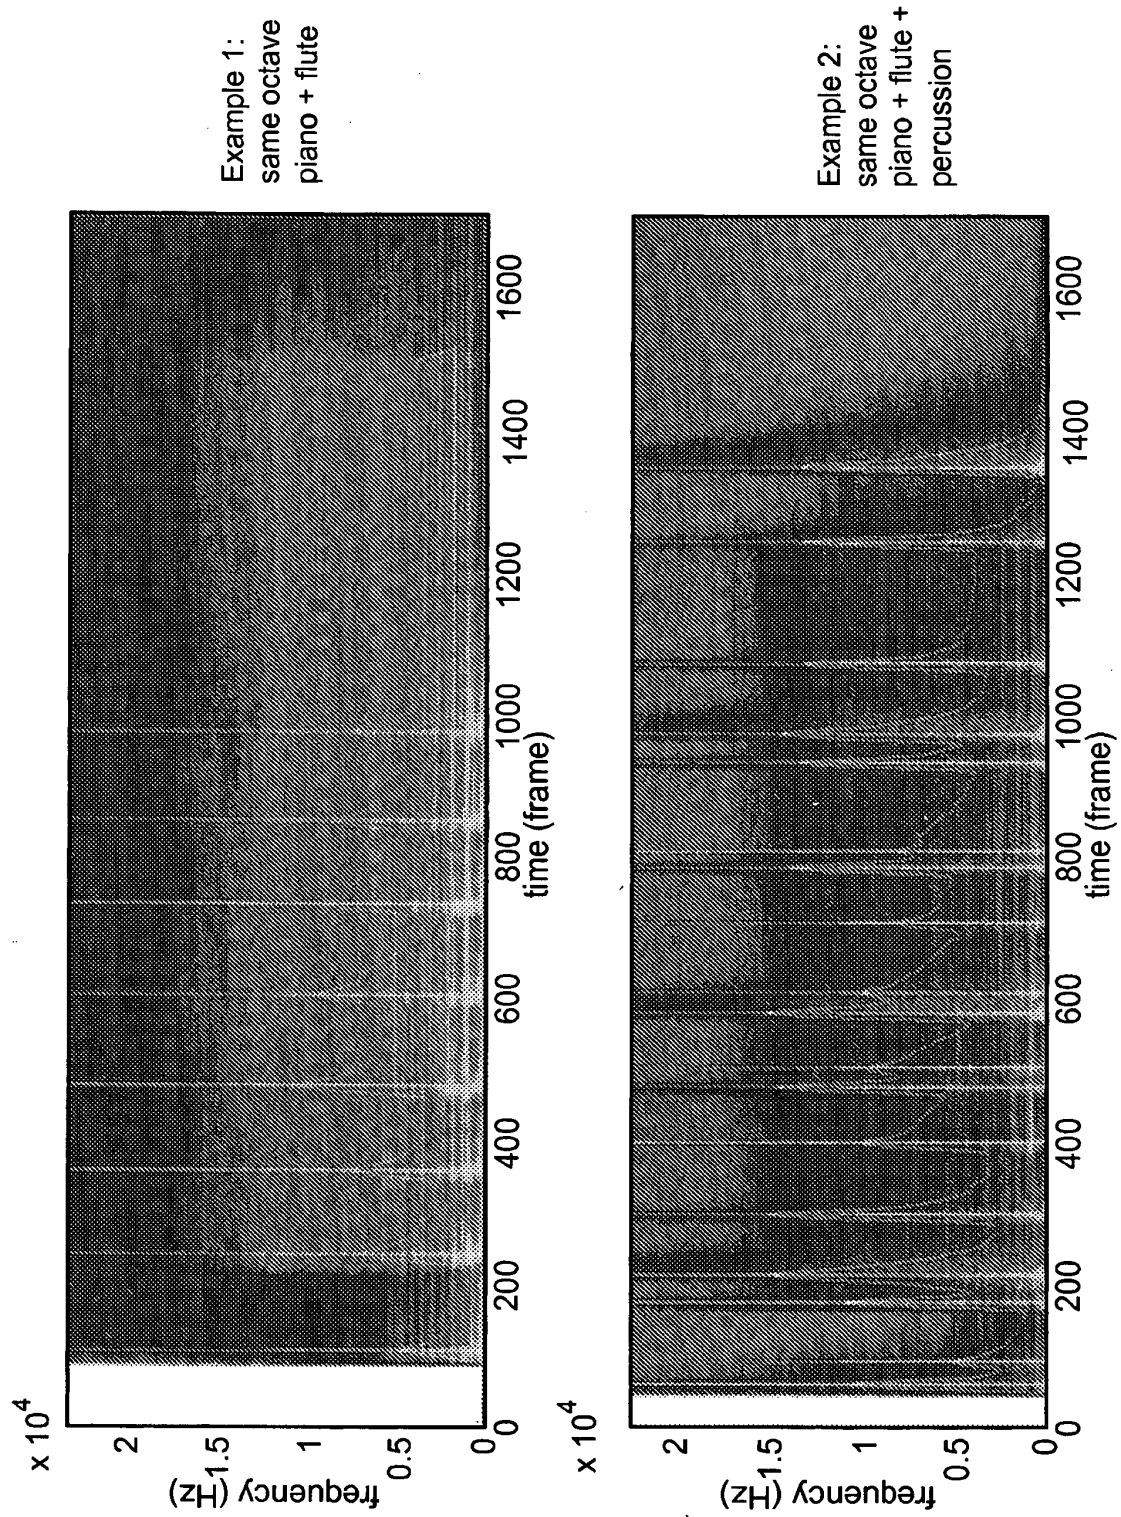 x 10^4
2
1.5
1
0.5
0
frequency (Hz)
0 200 400 600 800 1000 1200 1400 1600
time (frame)
Example 1:
same octave
piano + flute
x 10^4
2
1.5
1
0.5
0
frequency (Hz)
0 200 400 600 800 1000 1200 1400 1600
time (frame)
Example 2:
same octave
piano + flute +
percussion